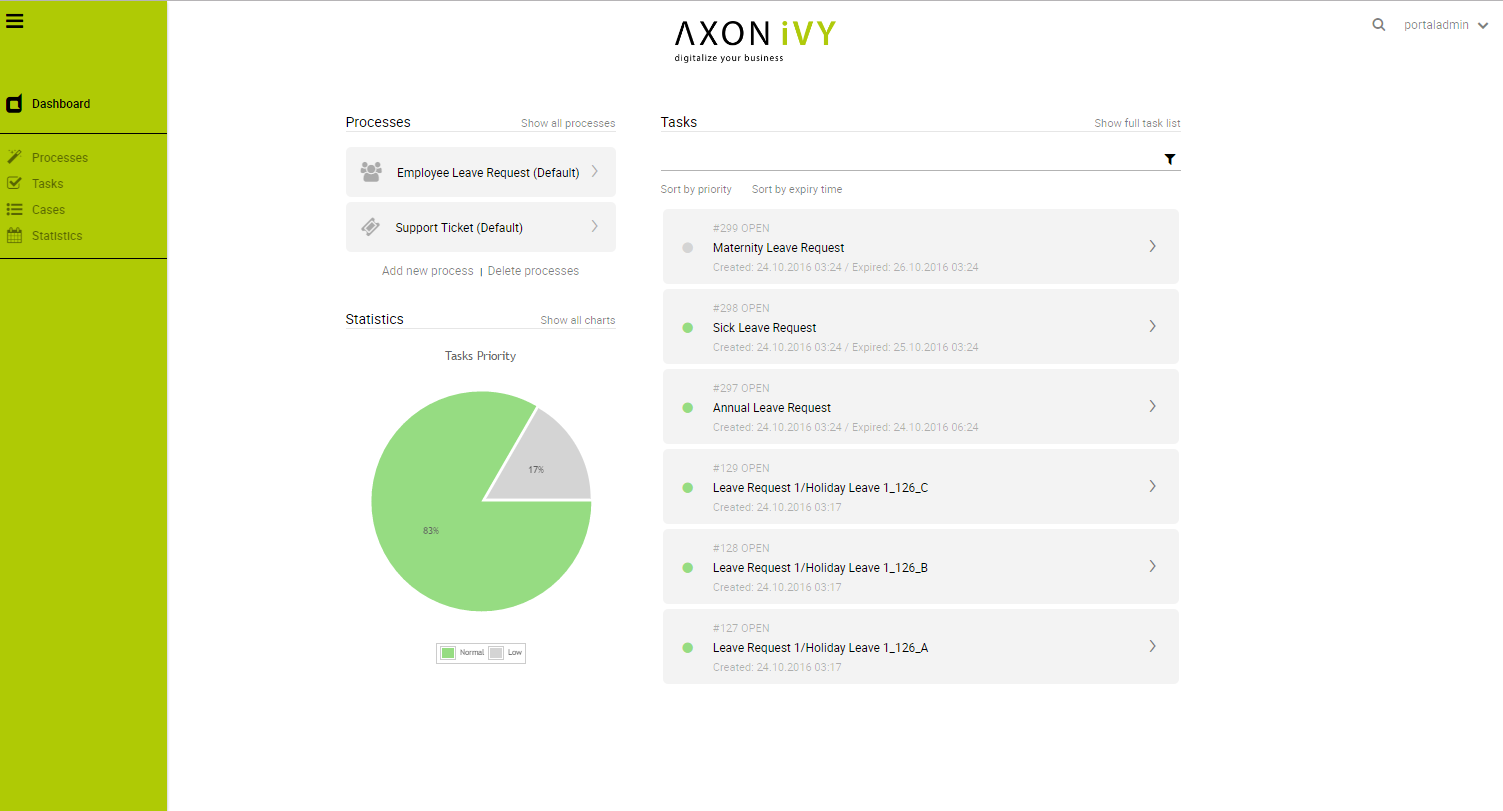 AXON iVY
digitalize your business
portaladmin
Dashboard
Processes
Tasks
Cases
Statistics
Processes Show all processes
Employee Leave Request (Default)
Support Ticket (Default)
Add new process | Delete processes
Statistics Show all charts
Tasks Priority
17%
83%
Normal Low
Tasks Show full task list
Sort by priority Sort by expiry time
#299 OPEN
Maternity Leave Request
Created: 24.10.2016 03:24 / Expired: 26.10.2016 03:24
#298 OPEN
Sick Leave Request
Created: 24.10.2016 03:24 / Expired: 25.10.2016 03:24
#297 OPEN
Annual Leave Request
Created: 24.10.2016 03:24 / Expired: 24.10.2016 06:24
#129 OPEN
Leave Request 1/Holiday Leave 1_126_C
Created: 24.10.2016 03:17
#128 OPEN
Leave Request 1/Holiday Leave 1_126_B
Created: 24.10.2016 03:17
#127 OPEN
Leave Request 1/Holiday Leave 1_126_A
Created: 24.10.2016 03:17